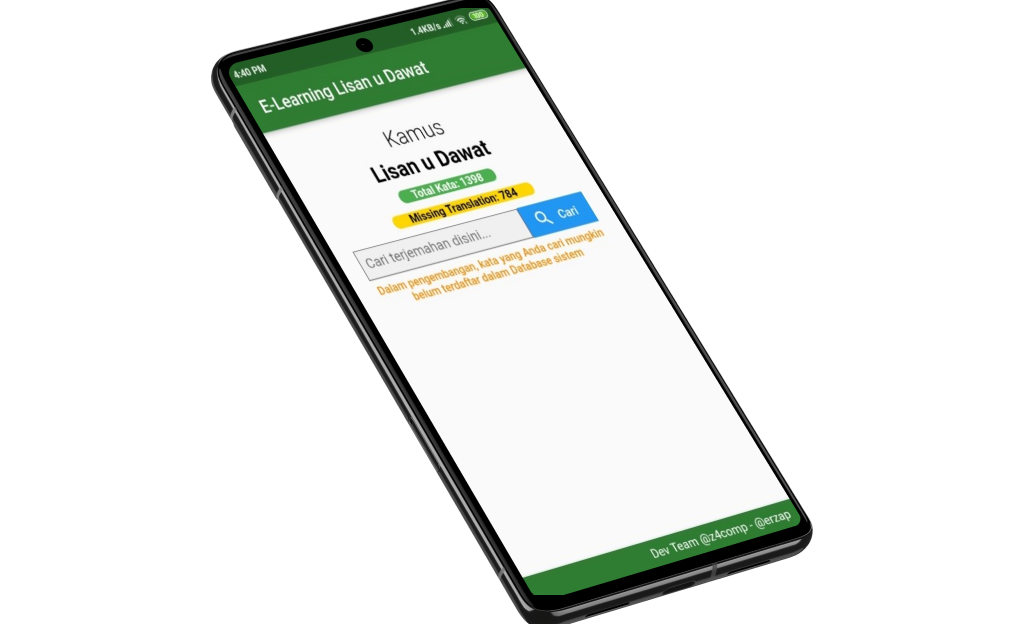 4:40 PM 1.4KB/s 100
E-Learning Lisan u Dawat
Kamus
Lisan u Dawat
Total Kata: 1398
Missing Translation: 784
Cari terjemahan disini... Cari
Dalam pengembangan, kata yang Anda cari mungkin
belum terdaftar dalam Database sistem
Dev Team @z4comp - @erzap